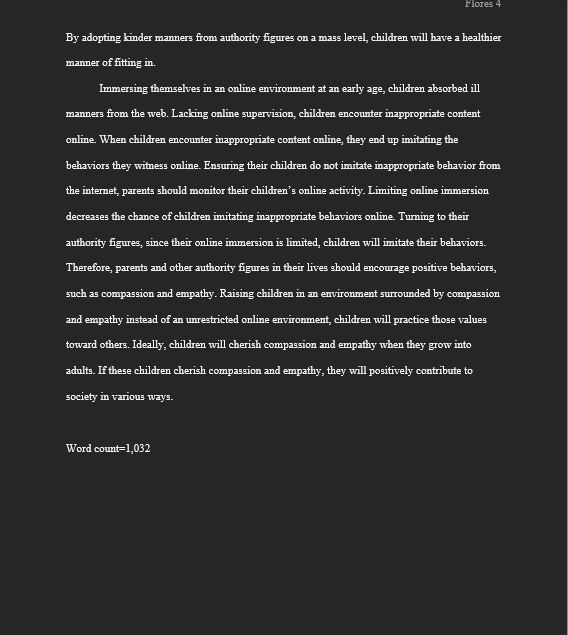 Flores 4
By adopting kinder manners from authority figures on a mass level, children will have a healthier
manner of fitting in.
Immersing themselves in an online environment at an early age, children absorbed ill
manners from the web. Lacking online supervision, children encounter inappropriate content
online. When children encounter inappropriate content online, they end up imitating the
behaviors they witness online. Ensuring their children do not imitate inappropriate behavior from
the internet, parents should monitor their children’s online activity. Limiting online immersion
decreases the chance of children imitating inappropriate behaviors online. Turning to their
authority figures, since their online immersion is limited, children will imitate their behaviors.
Therefore, parents and other authority figures in their lives should encourage positive behaviors,
such as compassion and empathy. Raising children in an environment surrounded by compassion
and empathy instead of an unrestricted online environment, children will practice those values
toward others. Ideally, children will cherish compassion and empathy when they grow into
adults. If these children cherish compassion and empathy, they will positively contribute to
society in various ways.
Word count=1,032